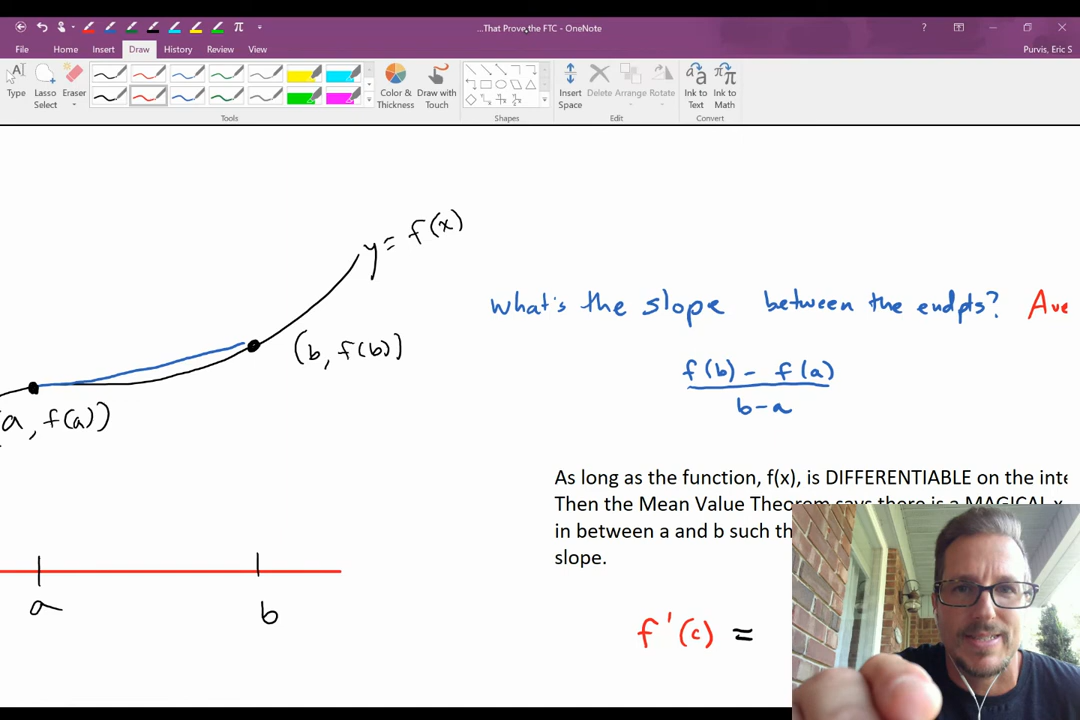 ...That Prove the FTC - OneNote
Purvis, Eric S
File Home Insert Draw History Review View
Type
Lasso Select
Eraser
Color & Thickness
Draw with Touch
Insert Space
Delete
Arrange
Rotate
Ink to Text
Ink to Math
Tools
Shapes
Edit
Convert
y = f(x)
what's the slope between the endpts? Ave
(b, f(b))
f(b) - f(a)
b-a
(a, f(a))
As long as the function, f(x), is DIFFERENTIABLE on the inte
Then the Mean Value Theorem says there is a MAGICAL x
in between a and b such th
slope.
a
b
f'(c) =